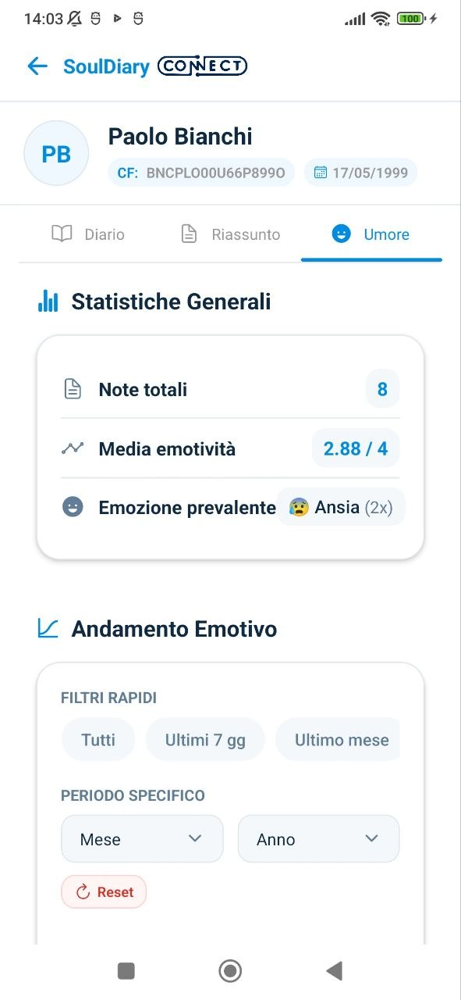 14:03
100
SoulDiary CONNECT
PB
Paolo Bianchi
CF: BNCPLO00U66P899O
17/05/1999
Diario
Riassunto
Umore
Statistiche Generali
Note totali
8
Media emotività
2.88 / 4
Emozione prevalente
Ansia (2x)
Andamento Emotivo
FILTRI RAPIDI
Tutti
Ultimi 7 gg
Ultimo mese
PERIODO SPECIFICO
Mese
Anno
Reset